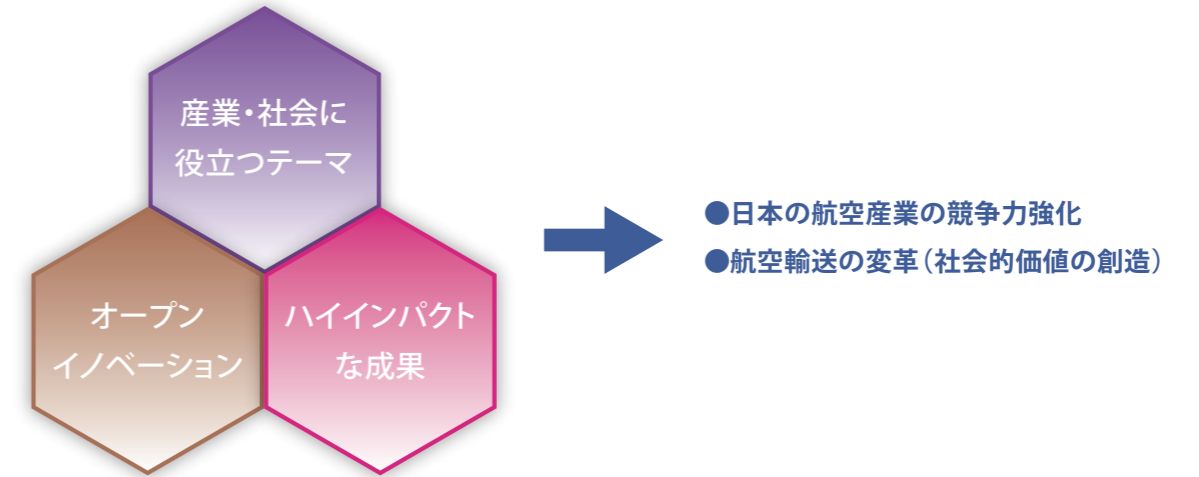 産業・社会に
役立つテーマ
オープン
イノベーション
ハイインパクト
な成果
●日本の航空産業の競争力強化
●航空輸送の変革（社会的価値の創造）